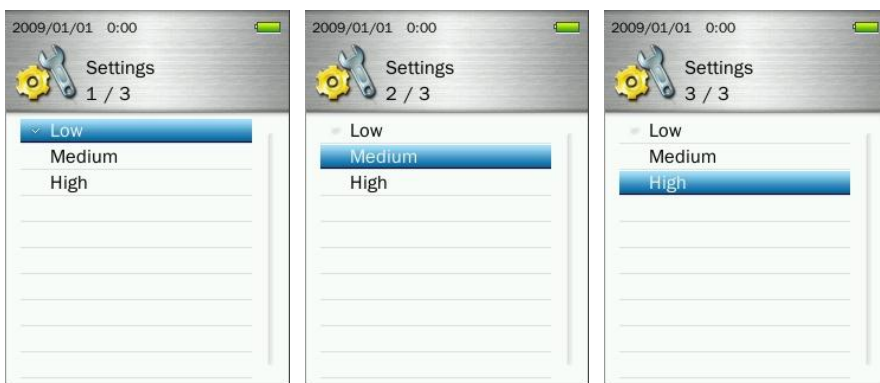 2009/01/01 0:00
Settings
1 / 3
Low
Medium
High
2009/01/01 0:00
Settings
2 / 3
Low
Medium
High
2009/01/01 0:00
Settings
3 / 3
Low
Medium
High